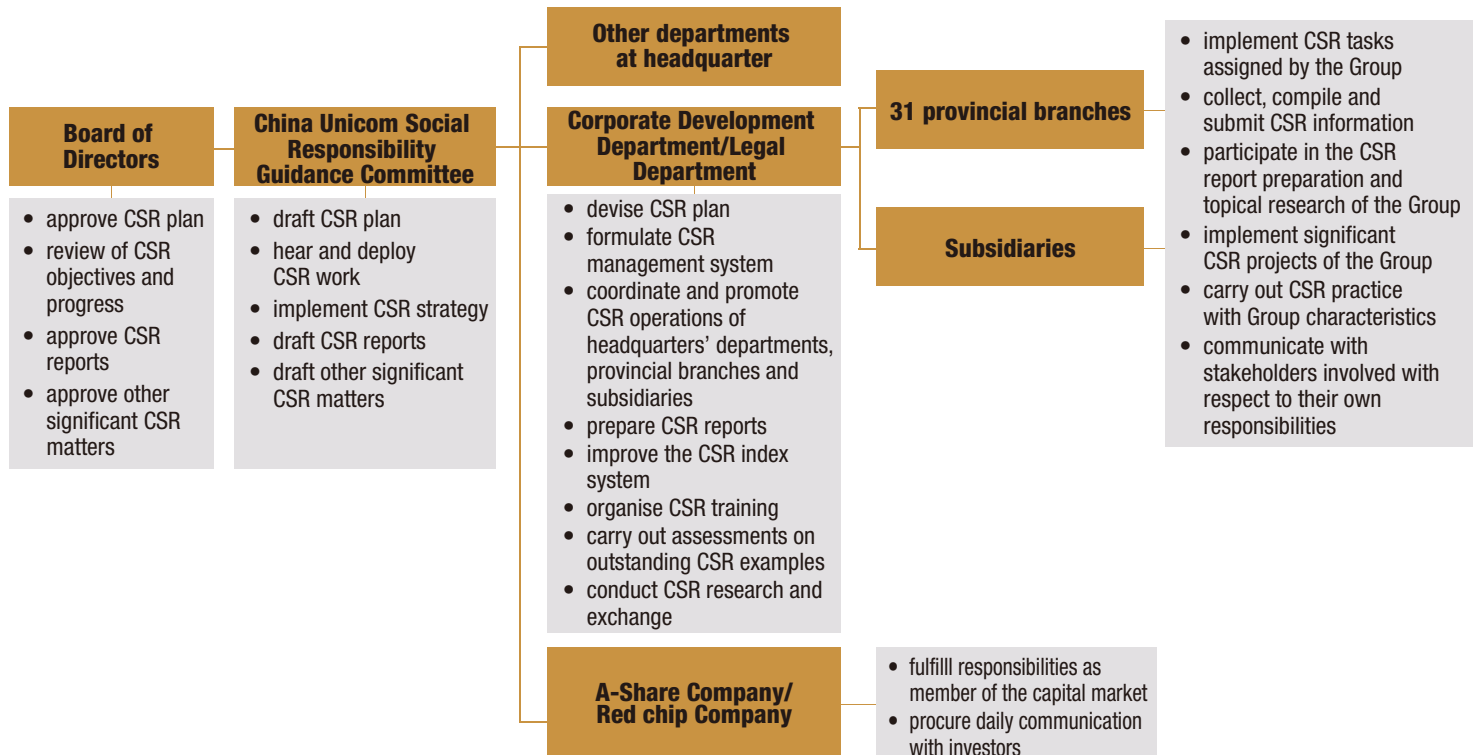 Board of
Directors
• approve CSR plan
• review of CSR
objectives and
progress
• approve CSR
reports
• approve other
significant CSR
matters
China Unicom Social
Responsibility
Guidance Committee
• draft CSR plan
• hear and deploy
CSR work
• implement CSR strategy
• draft CSR reports
• draft other significant
CSR matters
Other departments
at headquarter
Corporate Development
Department/Legal
Department
• devise CSR plan
• formulate CSR
management system
• coordinate and promote
CSR operations of
headquarters’ departments,
provincial branches and
subsidiaries
• prepare CSR reports
• improve the CSR index
system
• organise CSR training
• carry out assessments on
outstanding CSR examples
• conduct CSR research and
exchange
A-Share Company/
Red chip Company
31 provincial branches
Subsidiaries
• implement CSR tasks
assigned by the Group
• collect, compile and
submit CSR information
• participate in the CSR
report preparation and
topical research of the Group
• implement significant
CSR projects of the Group
• carry out CSR practice
with Group characteristics
• communicate with
stakeholders involved with
respect to their own
responsibilities
• fulfilll responsibilities as
member of the capital market
• procure daily communication
with investors